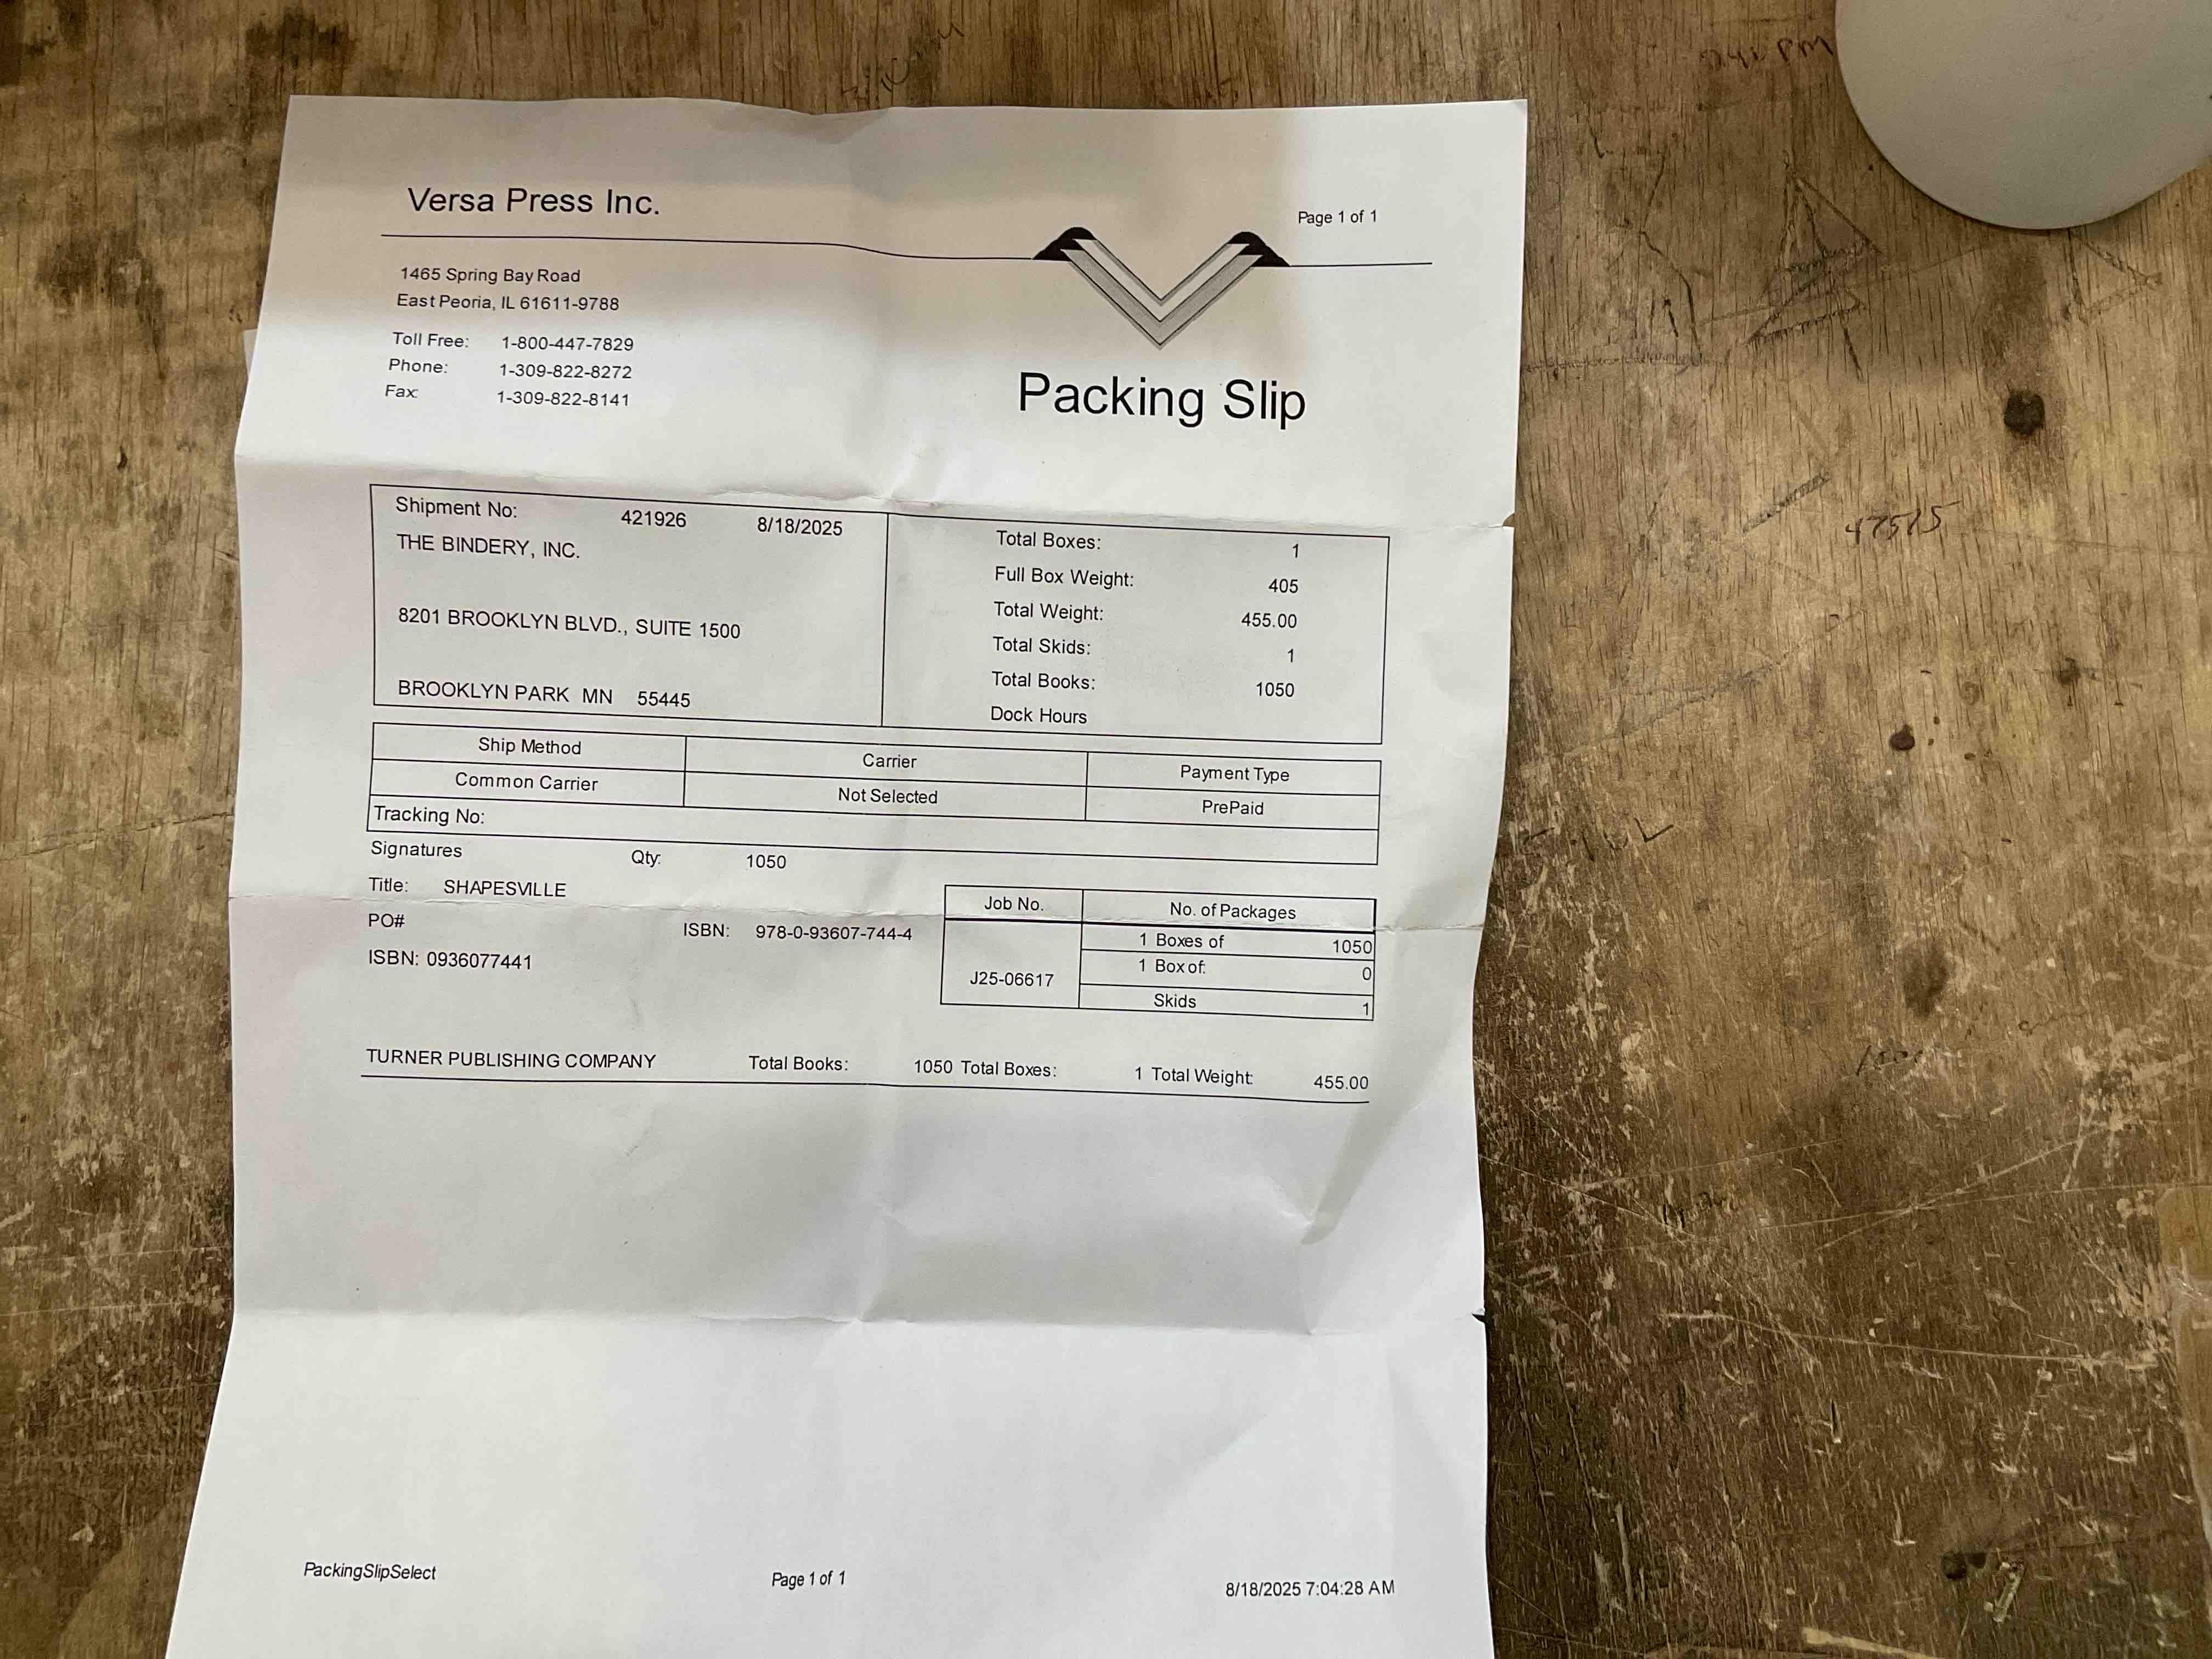 Versa Press Inc.
Page 1 of 1
1465 Spring Bay Road
East Peoria, IL 61611-9788
Toll Free: 1-800-447-7829
Phone: 1-309-822-8272
Fax: 1-309-822-8141
Packing Slip
Shipment No: 421926 8/18/2025
THE BINDERY, INC.
8201 BROOKLYN BLVD., SUITE 1500
BROOKLYN PARK MN 55445
Total Boxes: 1
Full Box Weight: 405
Total Weight: 455.00
Total Skids: 1
Total Books: 1050
Dock Hours
Ship Method Carrier Payment Type
Common Carrier Not Selected PrePaid
Tracking No:
Signatures Qty: 1050
Title: SHAPESVILLE
PO# ISBN: 978-0-93607-744-4
ISBN: 0936077441
Job No. No. of Packages
1 Boxes of 1050
J25-06617 1 Box of: 0
Skids 1
TURNER PUBLISHING COMPANY Total Books: 1050 Total Boxes: 1 Total Weight: 455.00
PackingSlipSelect Page 1 of 1 8/18/2025 7:04:28 AM